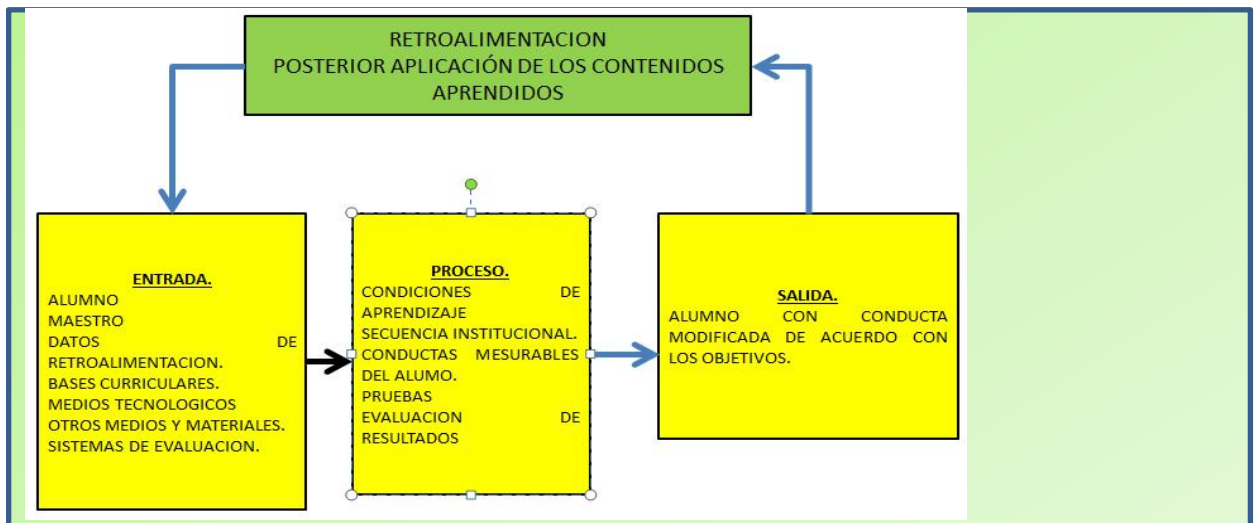 RETROALIMENTACION
POSTERIOR APLICACIÓN DE LOS CONTENIDOS
APRENDIDOS
ENTRADA.
ALUMNO
MAESTRO
DATOS DE
RETROALIMENTACION.
BASES CURRICULARES.
MEDIOS TECNOLOGICOS
OTROS MEDIOS Y MATERIALES.
SISTEMAS DE EVALUACION.
PROCESO.
CONDICIONES DE
APRENDIZAJE
SECUENCIA INSTITUCIONAL.
CONDUCTAS MESURABLES
DEL ALUMO.
PRUEBAS
EVALUACION DE
RESULTADOS
SALIDA.
ALUMNO CON CONDUCTA
MODIFICADA DE ACUERDO CON
LOS OBJETIVOS.